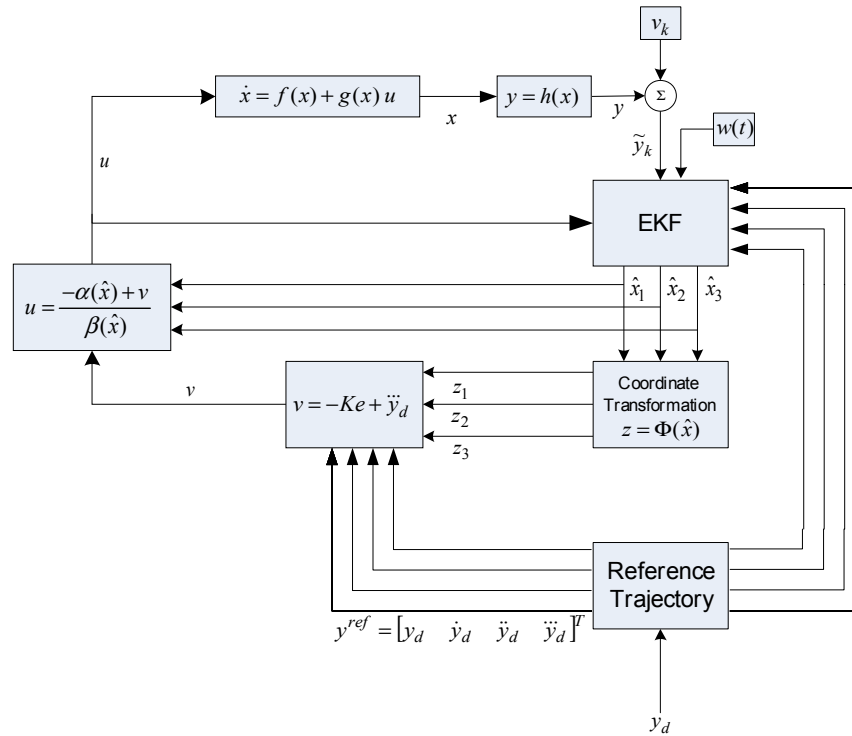 v_k
ẋ = f(x) + g(x) u
y = h(x)
Σ
x
y
w(t)
ỹ_k
u
EKF
x̂_1 x̂_2 x̂_3
u = (−α(x̂) + v) / β(x̂)
v
v = −Ke + y⃛_d
z_1
z_2
z_3
Coordinate
Transformation
z = Φ(x̂)
Reference
Trajectory
y^{ref} = [y_d ẏ_d ÿ_d y⃛_d]^T
y_d